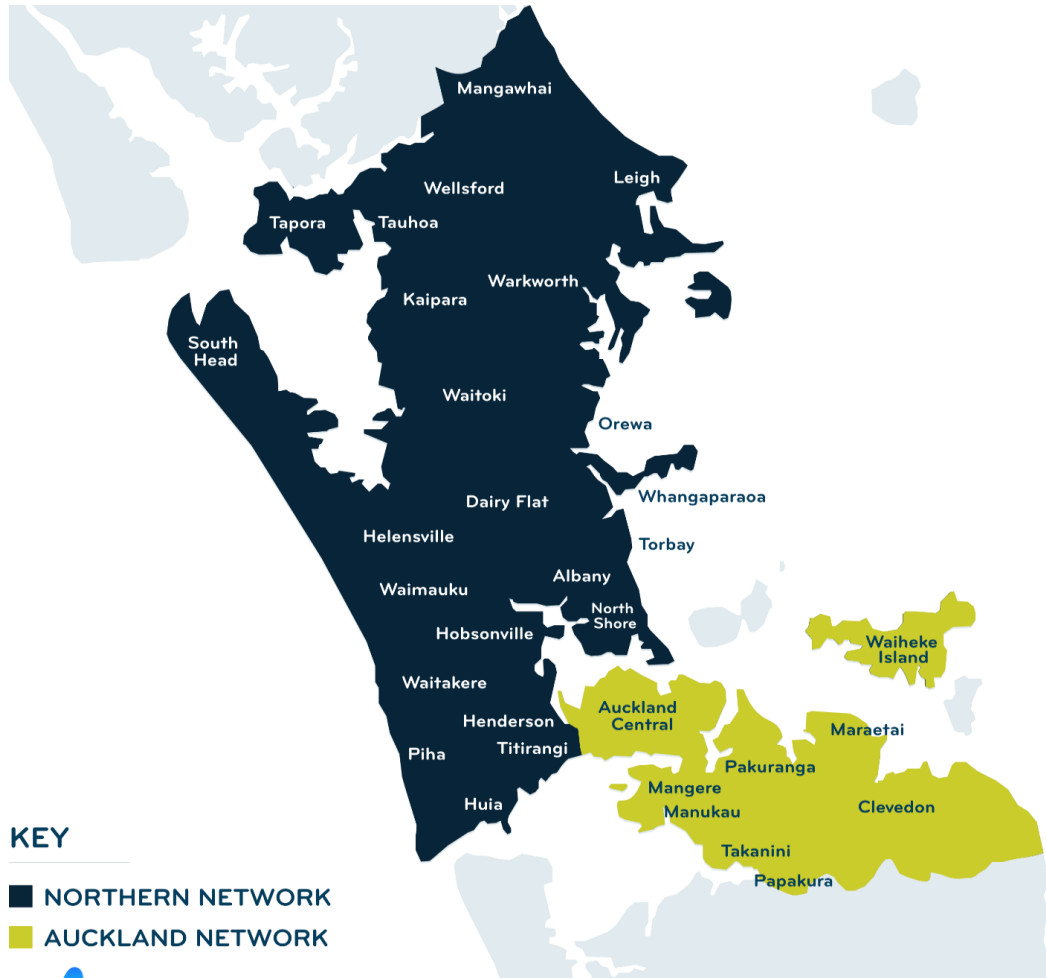 Mangawhai
Leigh
Wellsford
Tapora
Tauhoa
Warkworth
Kaipara
South
Head
Waitoki
Orewa
Whangaparaoa
Dairy Flat
Helensville
Torbay
Albany
Waimauku
North
Shore
Hobsonville
Waiheke
Island
Waitakere
Auckland
Central
Henderson
Maraetai
Titirangi
Piha
Pakuranga
Mangere
Huia
Clevedon
Manukau
Takanini
Papakura
KEY
NORTHERN NETWORK
AUCKLAND NETWORK